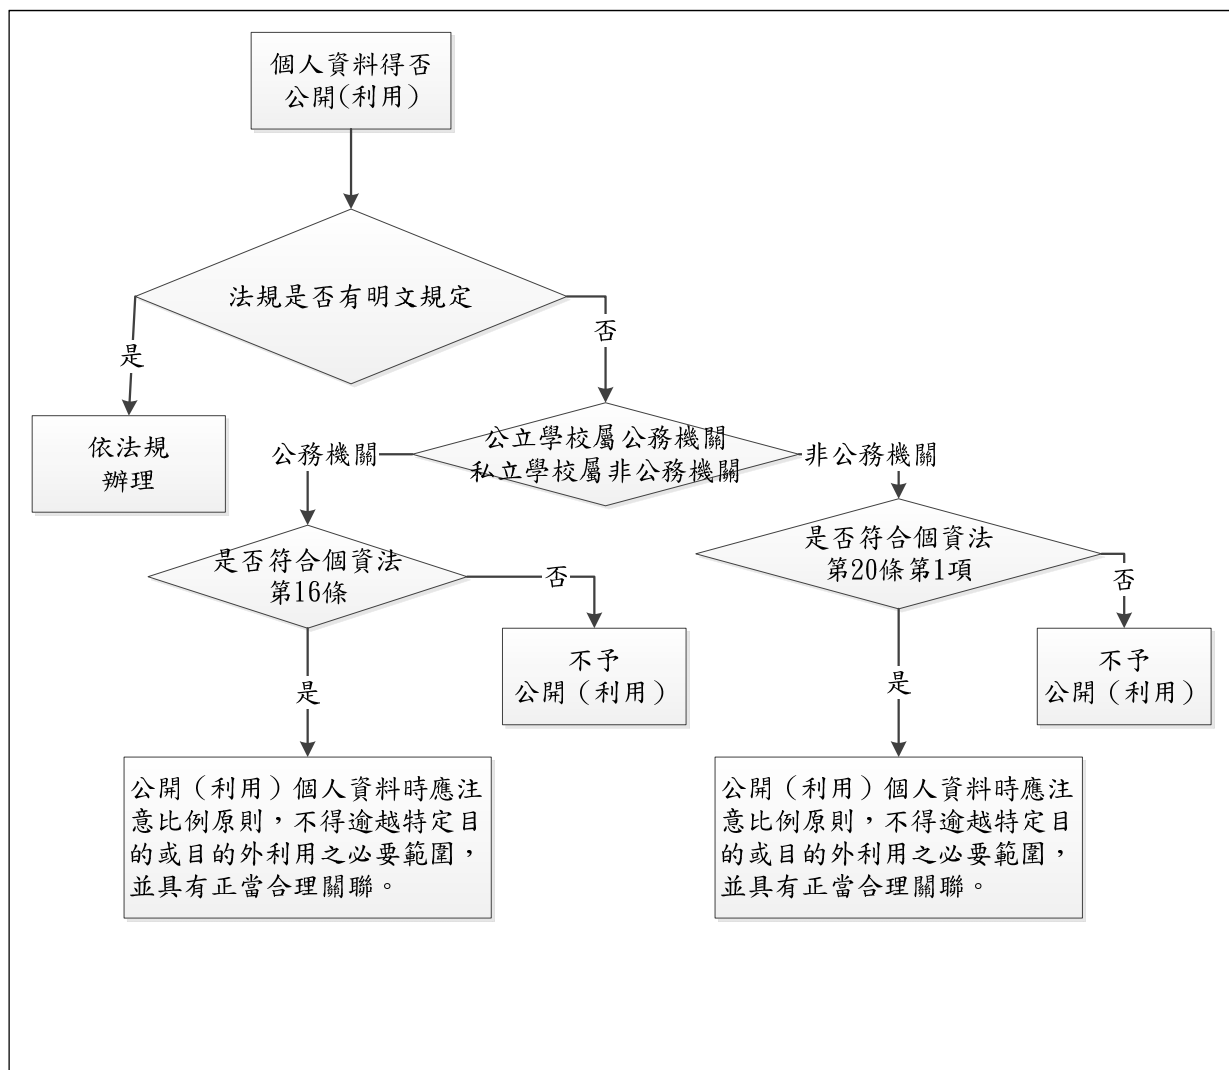 個人資料得否
公開(利用)
法規是否有明文規定
是
否
依法規
辦理
公立學校屬公務機關
私立學校屬非公務機關
公務機關
非公務機關
是否符合個資法
第16條
否
是否符合個資法
第20條第1項
否
不予
公開（利用）
不予
公開（利用）
是
是
公開（利用）個人資料時應注
意比例原則，不得逾越特定目
的或目的外利用之必要範圍，
並具有正當合理關聯。
公開（利用）個人資料時應注
意比例原則，不得逾越特定目
的或目的外利用之必要範圍，
並具有正當合理關聯。